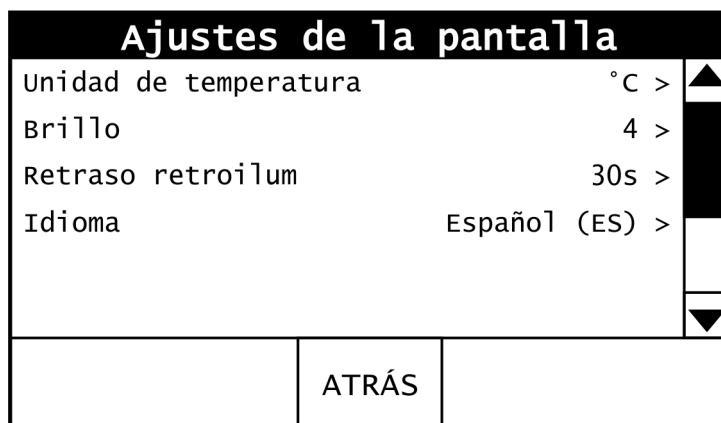 Ajustes de la pantalla
Unidad de temperatura °C >
Brillo 4 >
Retraso retroilum 30s >
Idioma Español (ES) >
ATRÁS